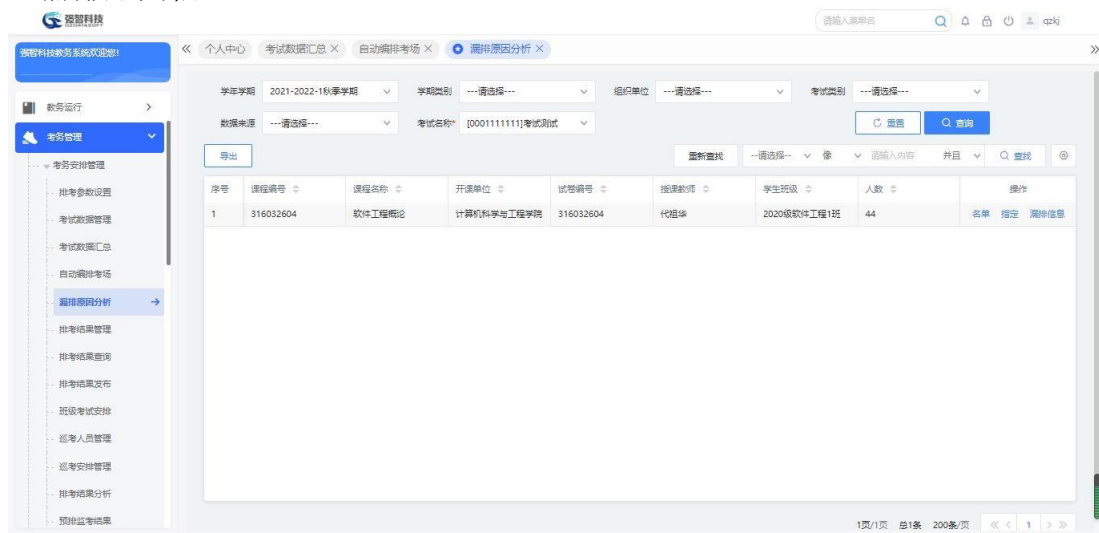 强智科技
请输入菜单名
qzkj
强智科技教务系统欢迎您!
个人中心 考试数据汇总 自动编排考场 漏排原因分析
教务运行
考务管理
考务安排管理
排考参数设置
考试数据管理
考试数据汇总
自动编排考场
漏排原因分析
排考结果管理
排考结果查询
排考结果发布
班级考试安排
巡考人员管理
巡考安排管理
排考结果分析
预排监考结果
学年学期 2021-2022-1秋季学期 学期类别 ---请选择--- 组织单位 ---请选择--- 考试类别 ---请选择---
数据来源 ---请选择--- 考试名称* [0001111111]考试测试 重置 查询
导出 重新查找 --请选择-- 像 请输入内容 并且 查找
序号 课程编号 课程名称 开课单位 试卷编号 授课教师 学生班级 人数 操作
1 316032604 软件工程概论 计算机科学与工程学院 316032604 代祖华 2020级软件工程1班 44 名单 指定 漏排信息
1页/1页 总1条 200条/页 1